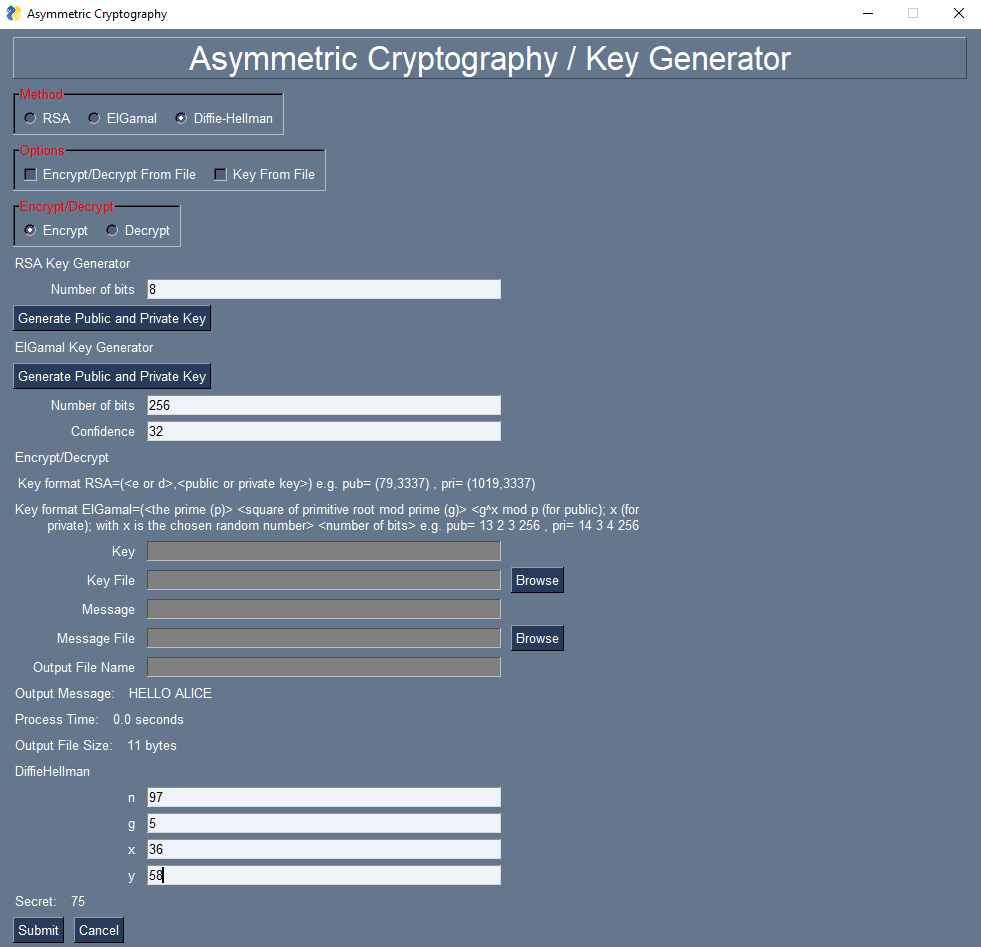 Asymmetric Cryptography
Asymmetric Cryptography / Key Generator
Method
RSA ElGamal Diffie-Hellman
Options
Encrypt/Decrypt From File Key From File
Encrypt/Decrypt
Encrypt Decrypt
RSA Key Generator
Number of bits 8
Generate Public and Private Key
ElGamal Key Generator
Generate Public and Private Key
Number of bits 256
Confidence 32
Encrypt/Decrypt
Key format RSA=(<e or d>,<public or private key>) e.g. pub= (79,3337) , pri= (1019,3337)
Key format ElGamal=(<the prime (p)> <square of primitive root mod prime (g)> <g^x mod p (for public); x (for
private); with x is the chosen random number> <number of bits> e.g. pub= 13 2 3 256 , pri= 14 3 4 256
Key
Key File Browse
Message
Message File Browse
Output File Name
Output Message: HELLO ALICE
Process Time: 0.0 seconds
Output File Size: 11 bytes
DiffieHellman
n 97
g 5
x 36
y 58
Secret: 75
Submit Cancel